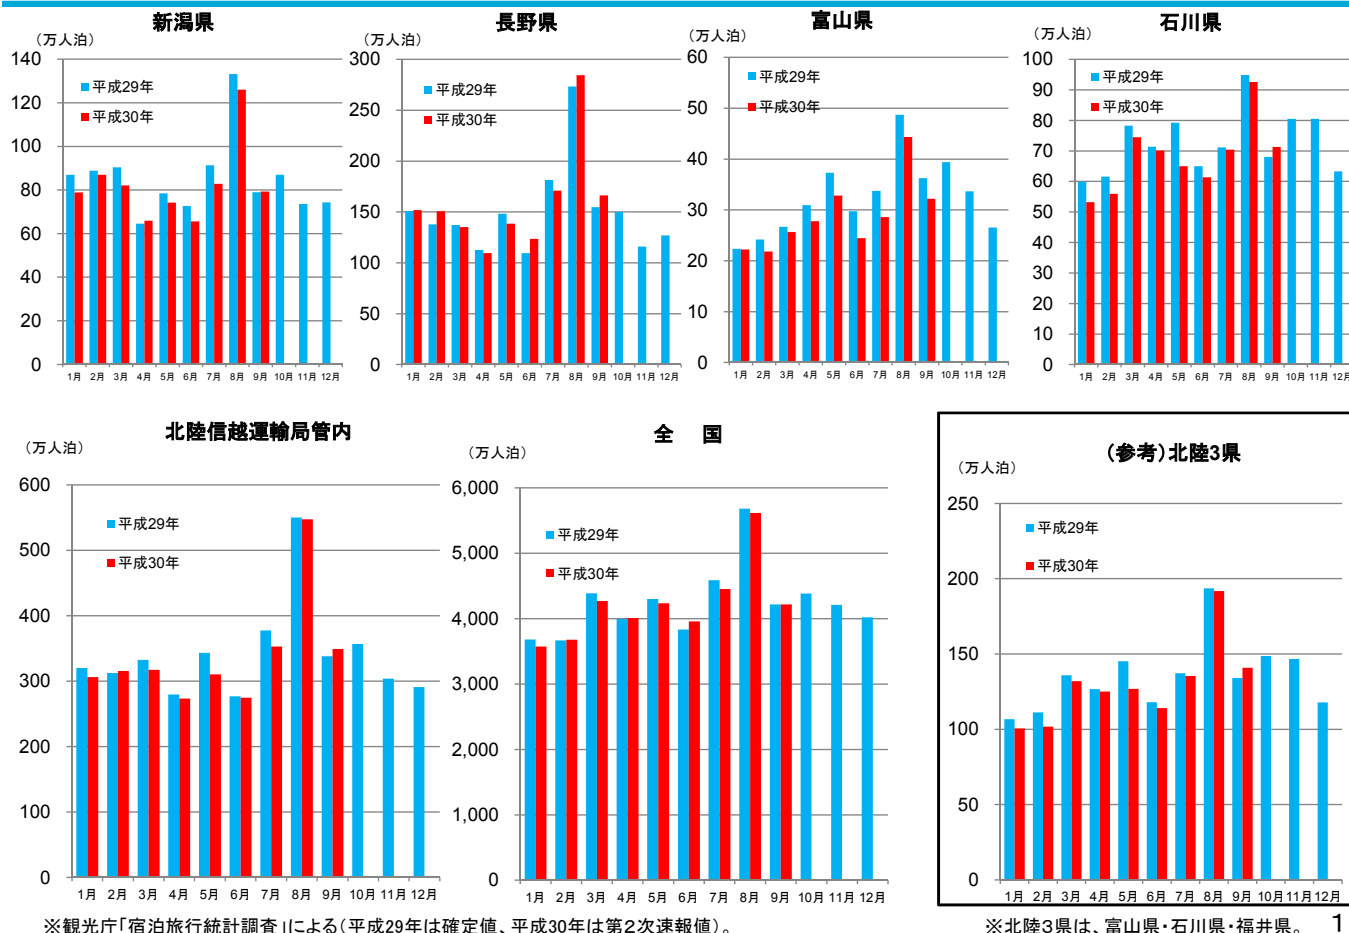 新潟県
（万人泊）
140
120
100
80
60
40
20
0
平成29年
平成30年
1月 2月 3月 4月 5月 6月 7月 8月 9月 10月 11月 12月
長野県
（万人泊）
300
250
200
150
100
50
0
平成29年
平成30年
1月 2月 3月 4月 5月 6月 7月 8月 9月 10月 11月 12月
富山県
（万人泊）
60
50
40
30
20
10
0
平成29年
平成30年
1月 2月 3月 4月 5月 6月 7月 8月 9月 10月 11月 12月
石川県
（万人泊）
100
90
80
70
60
50
40
30
20
10
0
平成29年
平成30年
1月 2月 3月 4月 5月 6月 7月 8月 9月 10月 11月 12月
北陸信越運輸局管内
（万人泊）
600
500
400
300
200
100
0
平成29年
平成30年
1月 2月 3月 4月 5月 6月 7月 8月 9月 10月 11月 12月
全　国
（万人泊）
6,000
5,000
4,000
3,000
2,000
1,000
0
平成29年
平成30年
1月 2月 3月 4月 5月 6月 7月 8月 9月 10月 11月 12月
（参考）北陸3県
（万人泊）
250
200
150
100
50
0
平成29年
平成30年
1月 2月 3月 4月 5月 6月 7月 8月 9月 10月 11月 12月
※観光庁「宿泊旅行統計調査」による（平成29年は確定値、平成30年は第２次速報値）。
※北陸３県は、富山県・石川県・福井県。
1